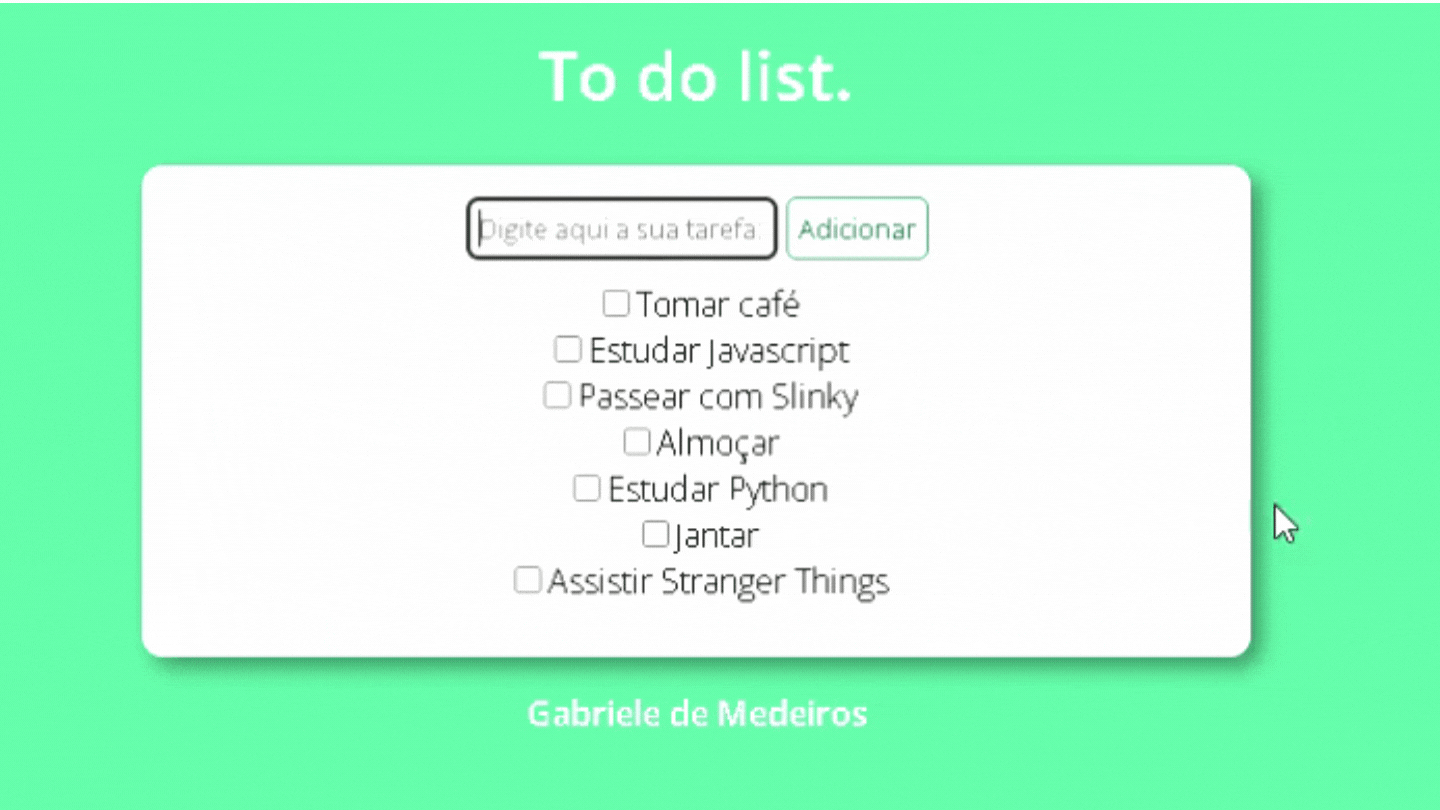 To do list.
Digite aqui a sua tarefa:
Adicionar
Tomar café
Estudar Javascript
Passear com Slinky
Almoçar
Estudar Python
Jantar
Assistir Stranger Things
Gabriele de Medeiros